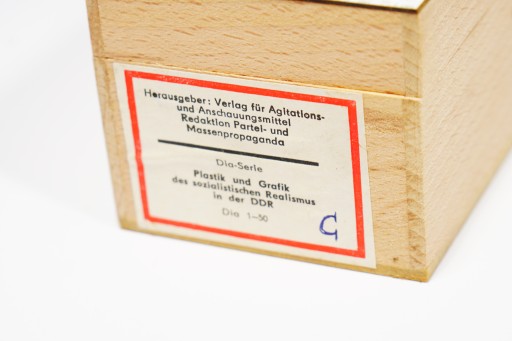 Herausgeber: Verlag für Agitations-
und Anschauungsmittel
Redaktion Partei- und
Massenpropaganda
Dia-Serie
Plastik und Grafik
des sozialistischen Realismus
in der DDR
Dia 1–50
C